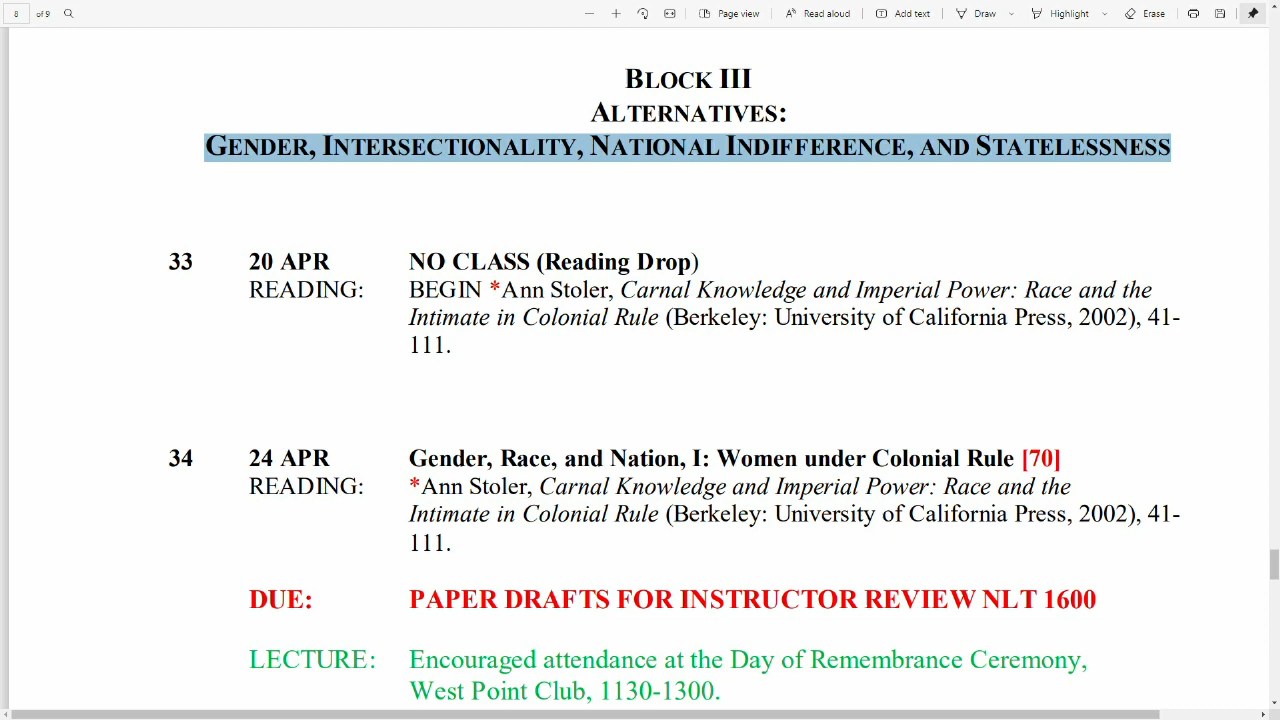 8 of 9 Page view Read aloud Add text Draw Highlight Erase
BLOCK III
ALTERNATIVES:
GENDER, INTERSECTIONALITY, NATIONAL INDIFFERENCE, AND STATELESSNESS
33 20 APR NO CLASS (Reading Drop)
READING: BEGIN *Ann Stoler, Carnal Knowledge and Imperial Power: Race and the
Intimate in Colonial Rule (Berkeley: University of California Press, 2002), 41-
111.
34 24 APR Gender, Race, and Nation, I: Women under Colonial Rule [70]
READING: *Ann Stoler, Carnal Knowledge and Imperial Power: Race and the
Intimate in Colonial Rule (Berkeley: University of California Press, 2002), 41-
111.
DUE: PAPER DRAFTS FOR INSTRUCTOR REVIEW NLT 1600
LECTURE: Encouraged attendance at the Day of Remembrance Ceremony,
West Point Club, 1130-1300.